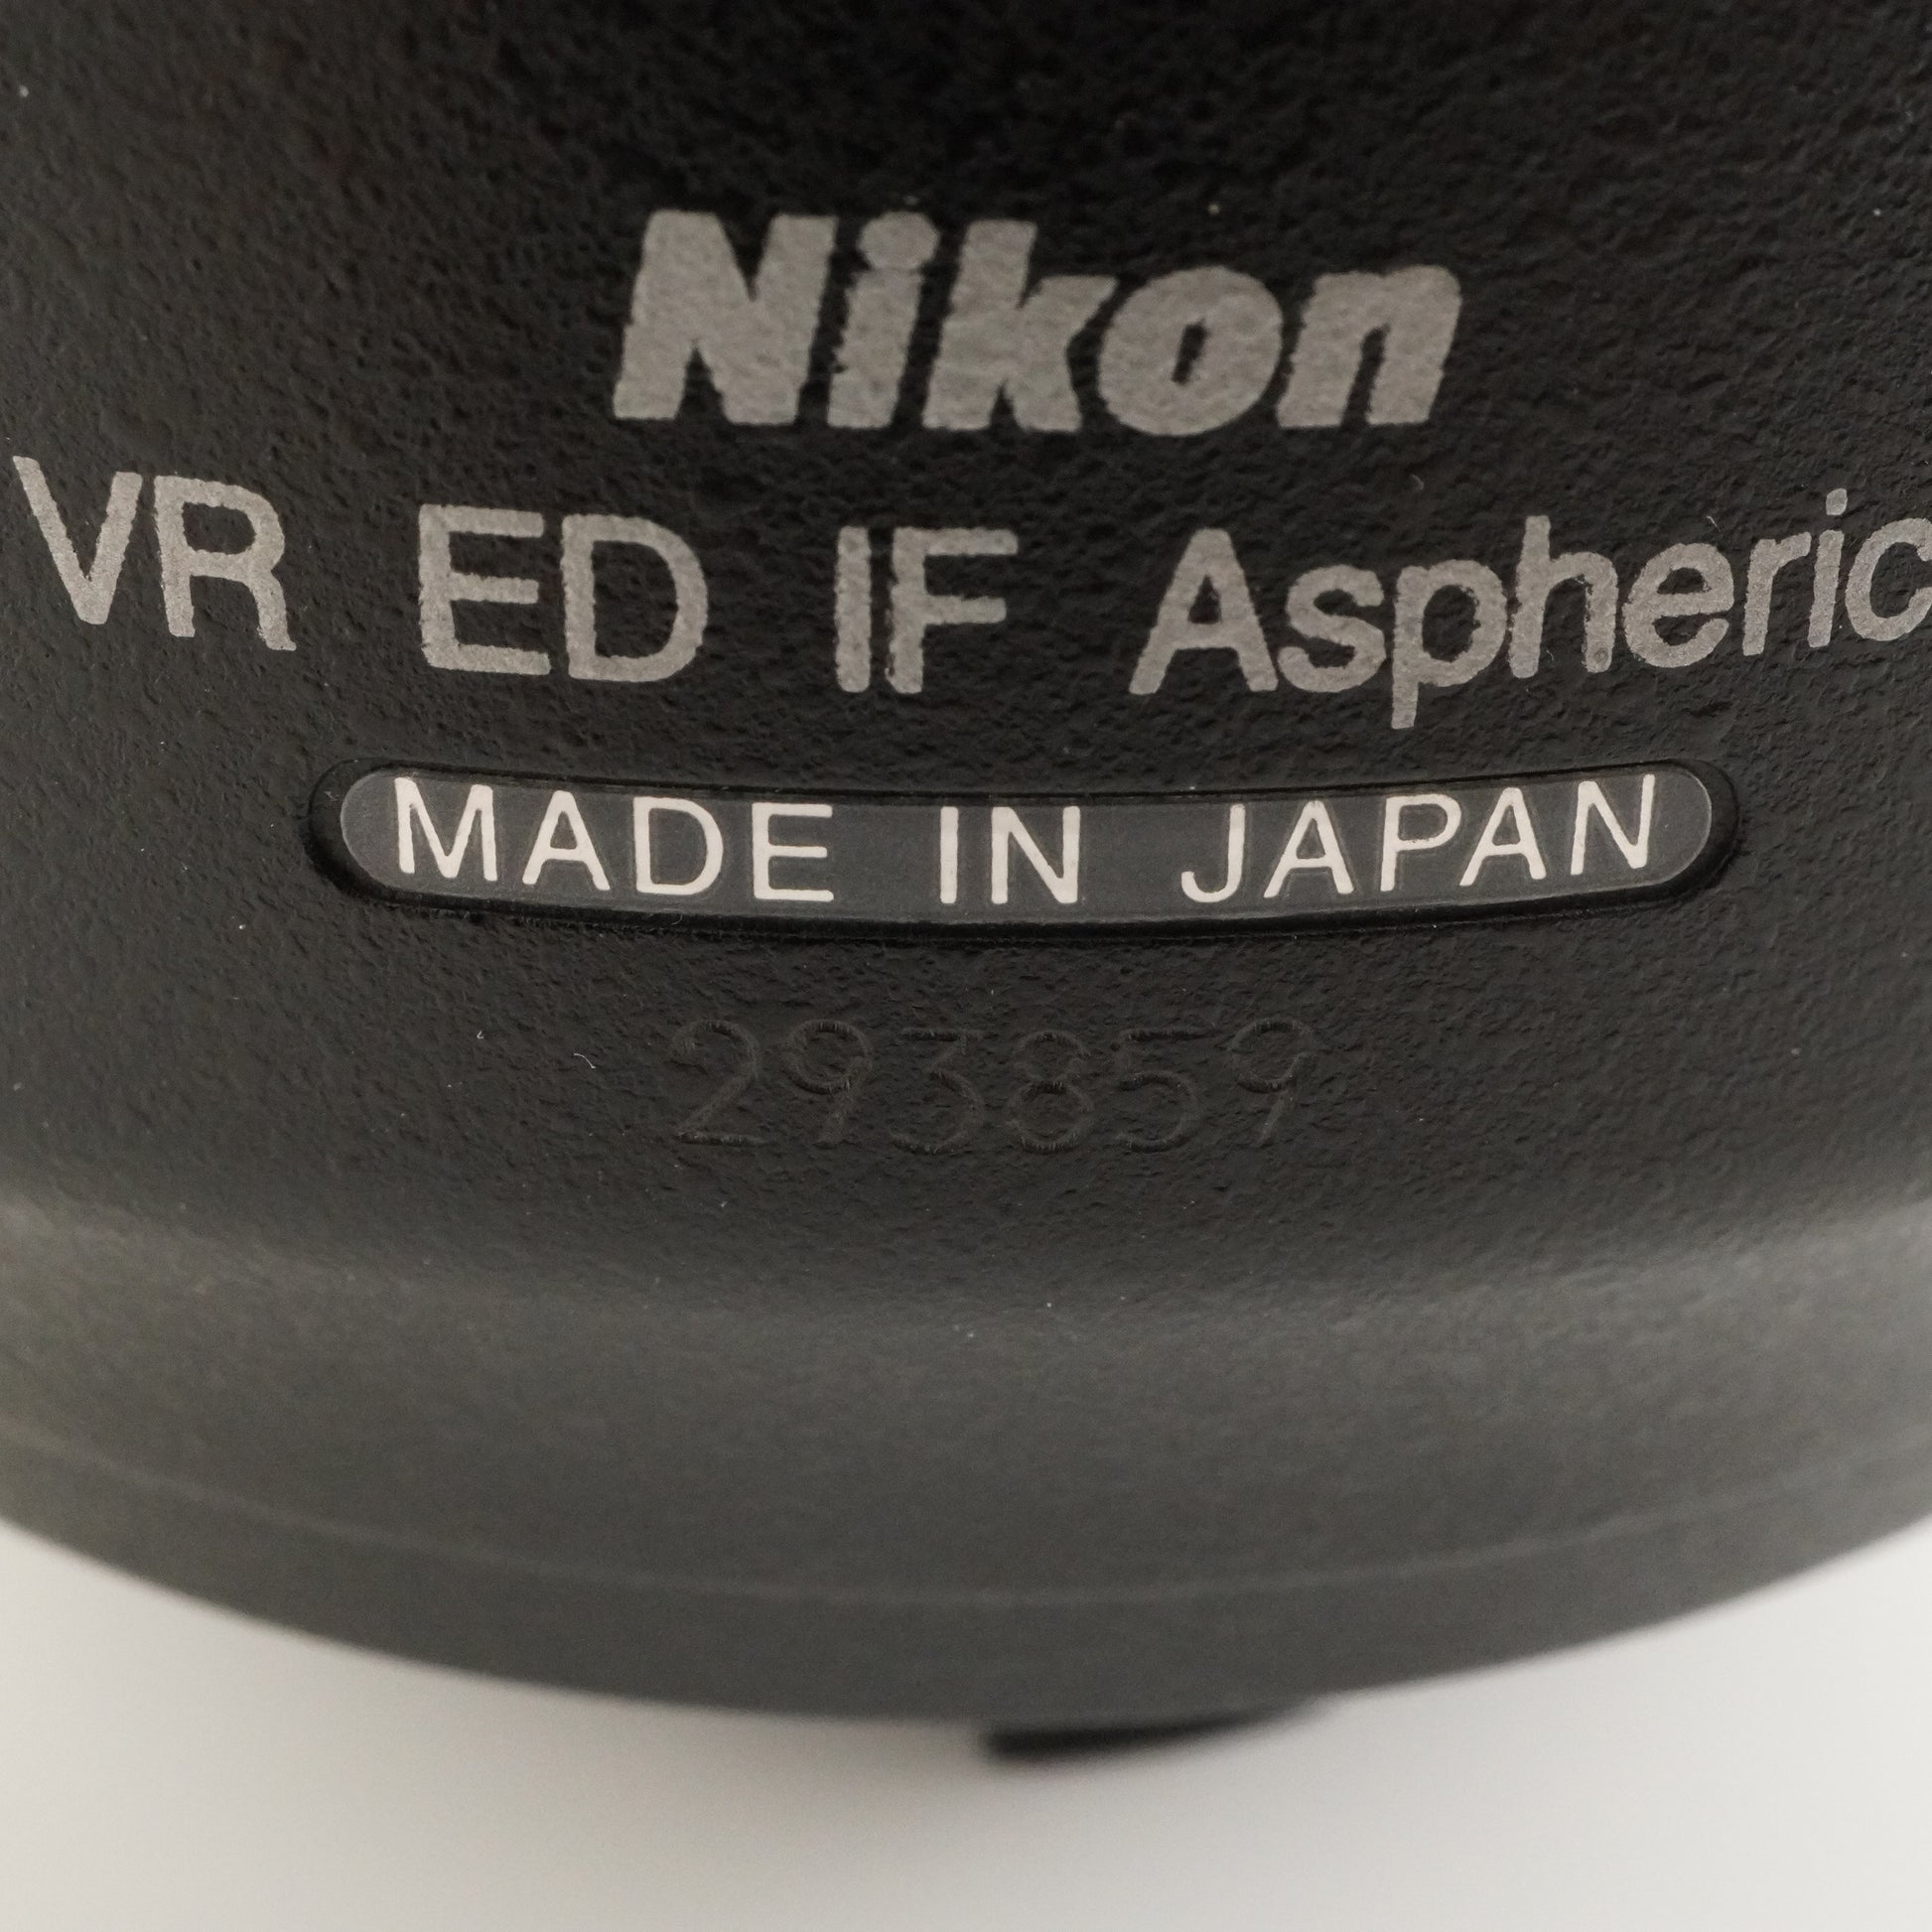 Nikon
VR ED IF Aspheric
MADE IN JAPAN
293859